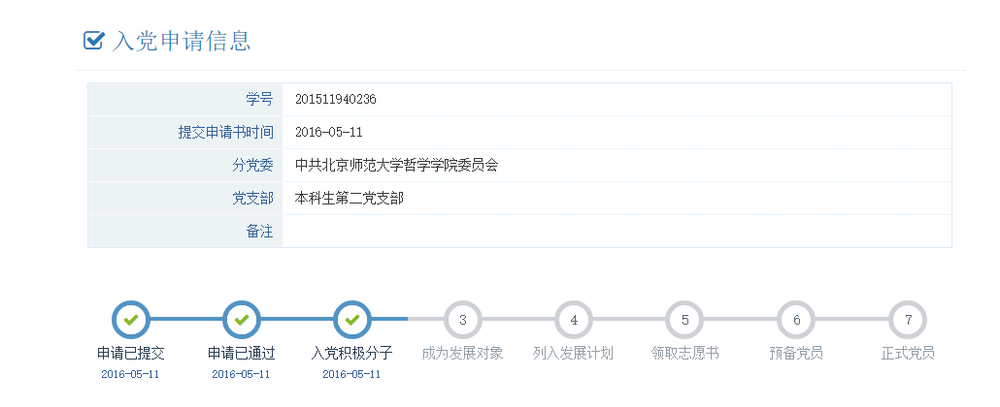 入党申请信息
学号 201511940236
提交申请书时间 2016-05-11
分党委 中共北京师范大学哲学学院委员会
党支部 本科生第二党支部
备注
3 4 5 6 7
申请已提交 申请已通过 入党积极分子 成为发展对象 列入发展计划 领取志愿书 预备党员 正式党员
2016-05-11 2016-05-11 2016-05-11